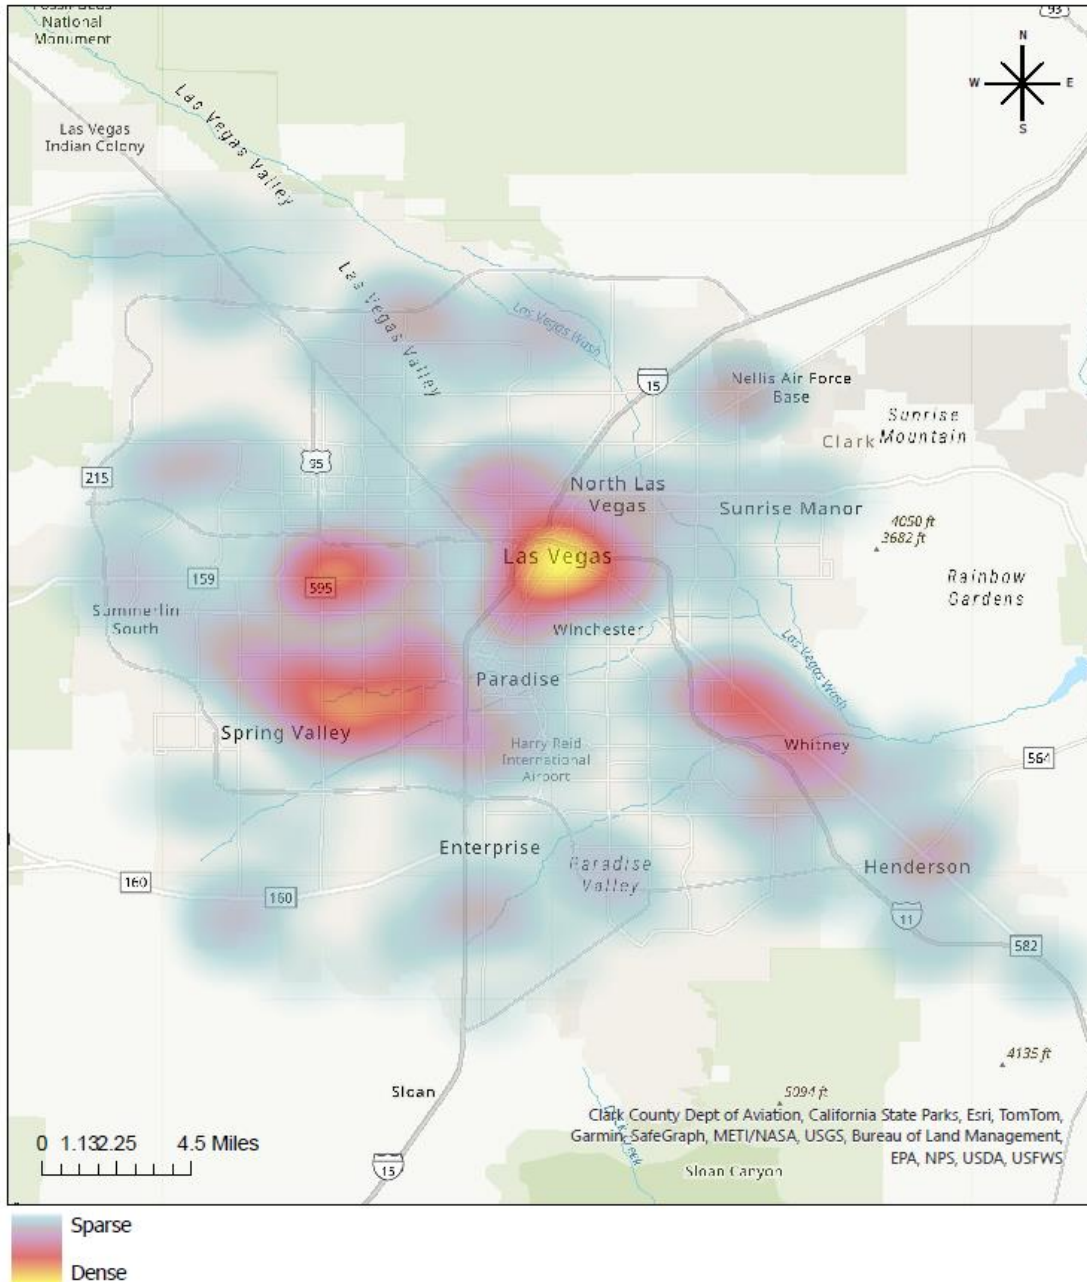 National
Monument
93
N
W E
S
Las Vegas
Indian Colony
Las Vegas Valley
Las Vegas Valley
Las Vegas Wash
15
Nellis Air Force
Base
Sunrise
Mountain
Clark
215
95
North Las
Vegas
Sunrise Manor
4050 ft
3682 ft
Las Vegas
159
595
Rainbow
Gardens
Summerlin
South
Winchester
Las Vegas Wash
Paradise
Spring Valley
Whitney
Harry Reid
International
Airport
564
Enterprise
Paradise
Valley
Henderson
160
160
11
582
4135 ft
Sloan
5094 ft
Clark County Dept of Aviation, California State Parks, Esri, TomTom,
Garmin, SafeGraph, METI/NASA, USGS, Bureau of Land Management,
EPA, NPS, USDA, USFWS
0 1.13 2.25 4.5 Miles
15
Sloan Canyon
Sparse
Dense